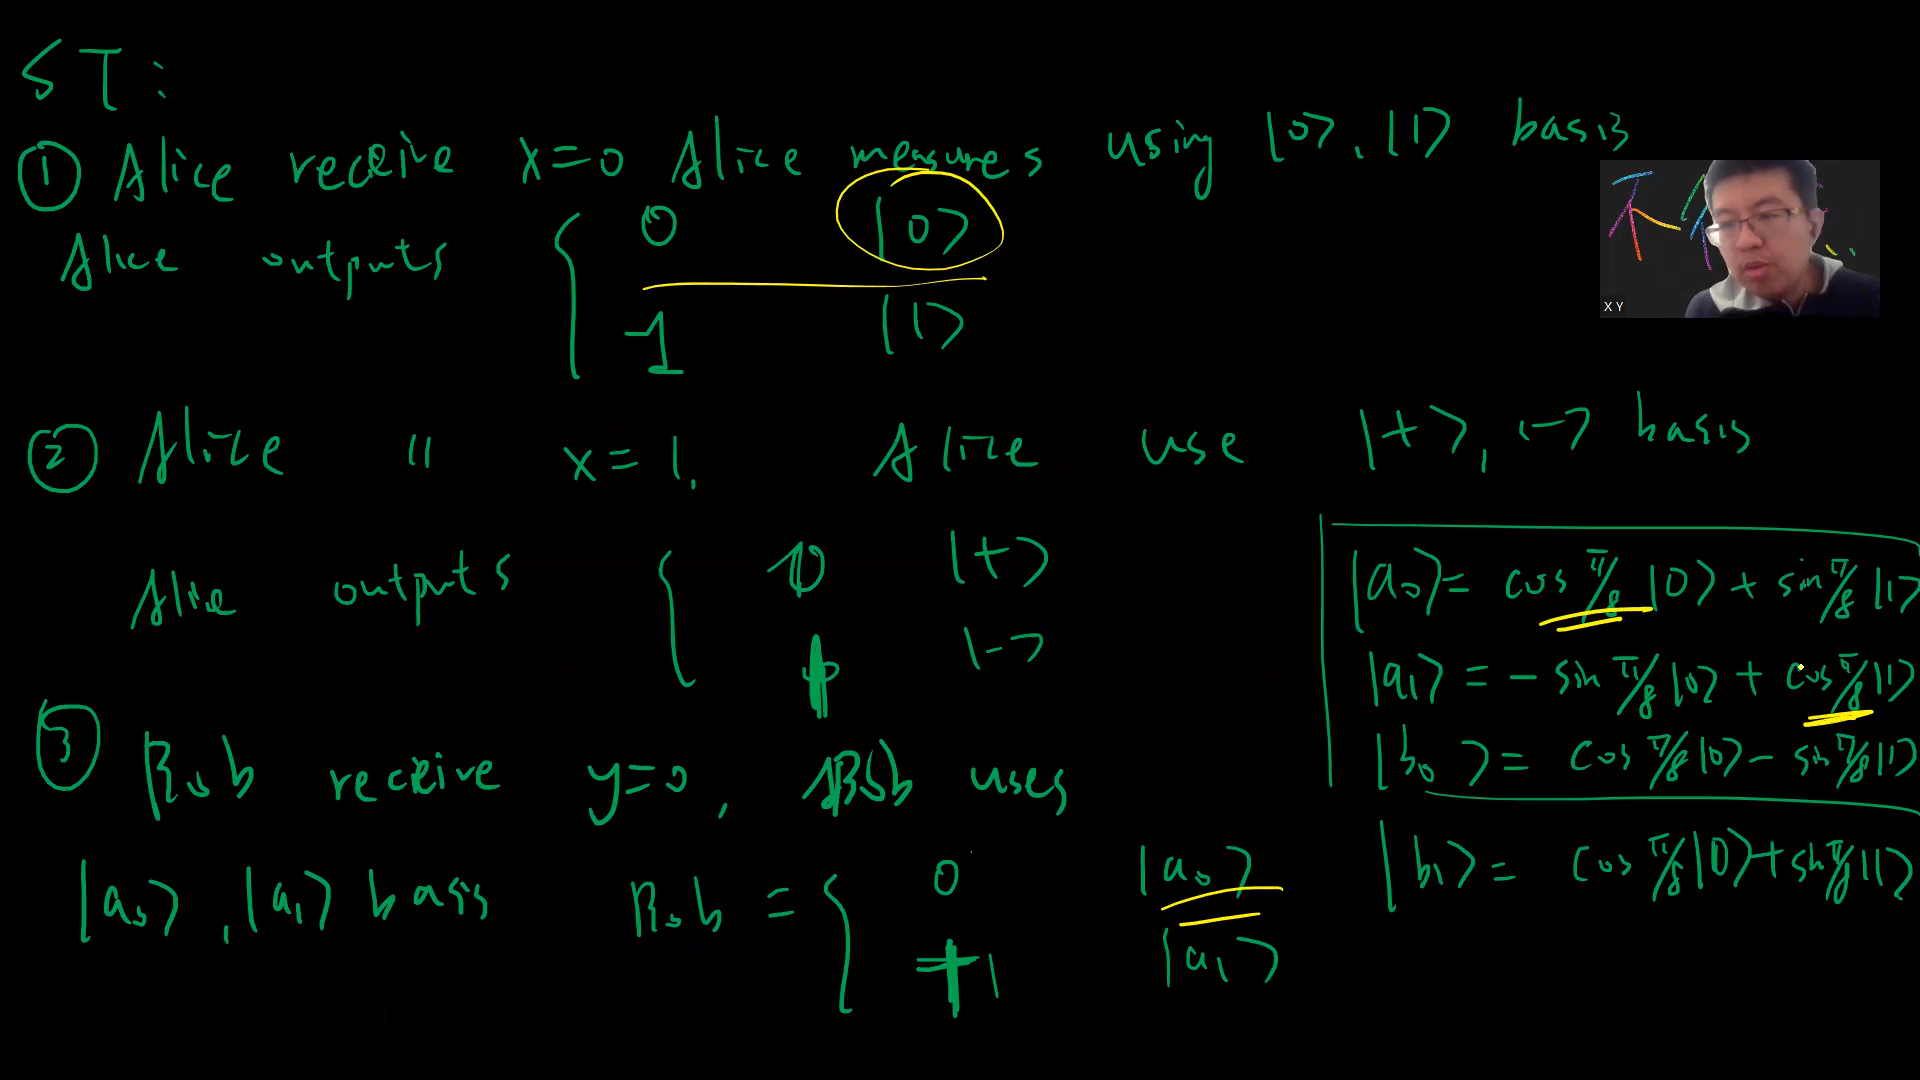 ST:
① Alice receive x=0 Alice measures using |0⟩, |1⟩ basis
Alice outputs { 0 |0⟩
1 |1⟩
② Alice 〃 x=1, Alice use |+⟩, |-⟩ basis
Alice outputs { 0 |+⟩
|-⟩
|a₀⟩ = cos π/8 |0⟩ + sin π/8 |1⟩
|a₁⟩ = - sin π/8 |0⟩ + cos π/8 |1⟩
|b₀⟩ = cos π/8 |0⟩ - sin π/8 |1⟩
|b₁⟩ = cos π/8 |0⟩ + sin π/8 |1⟩
③ Bob receive y=0, Bob uses
|a₀⟩, |a₁⟩ basis Bob = { 0 |a₀⟩
1 |a₁⟩
X Y